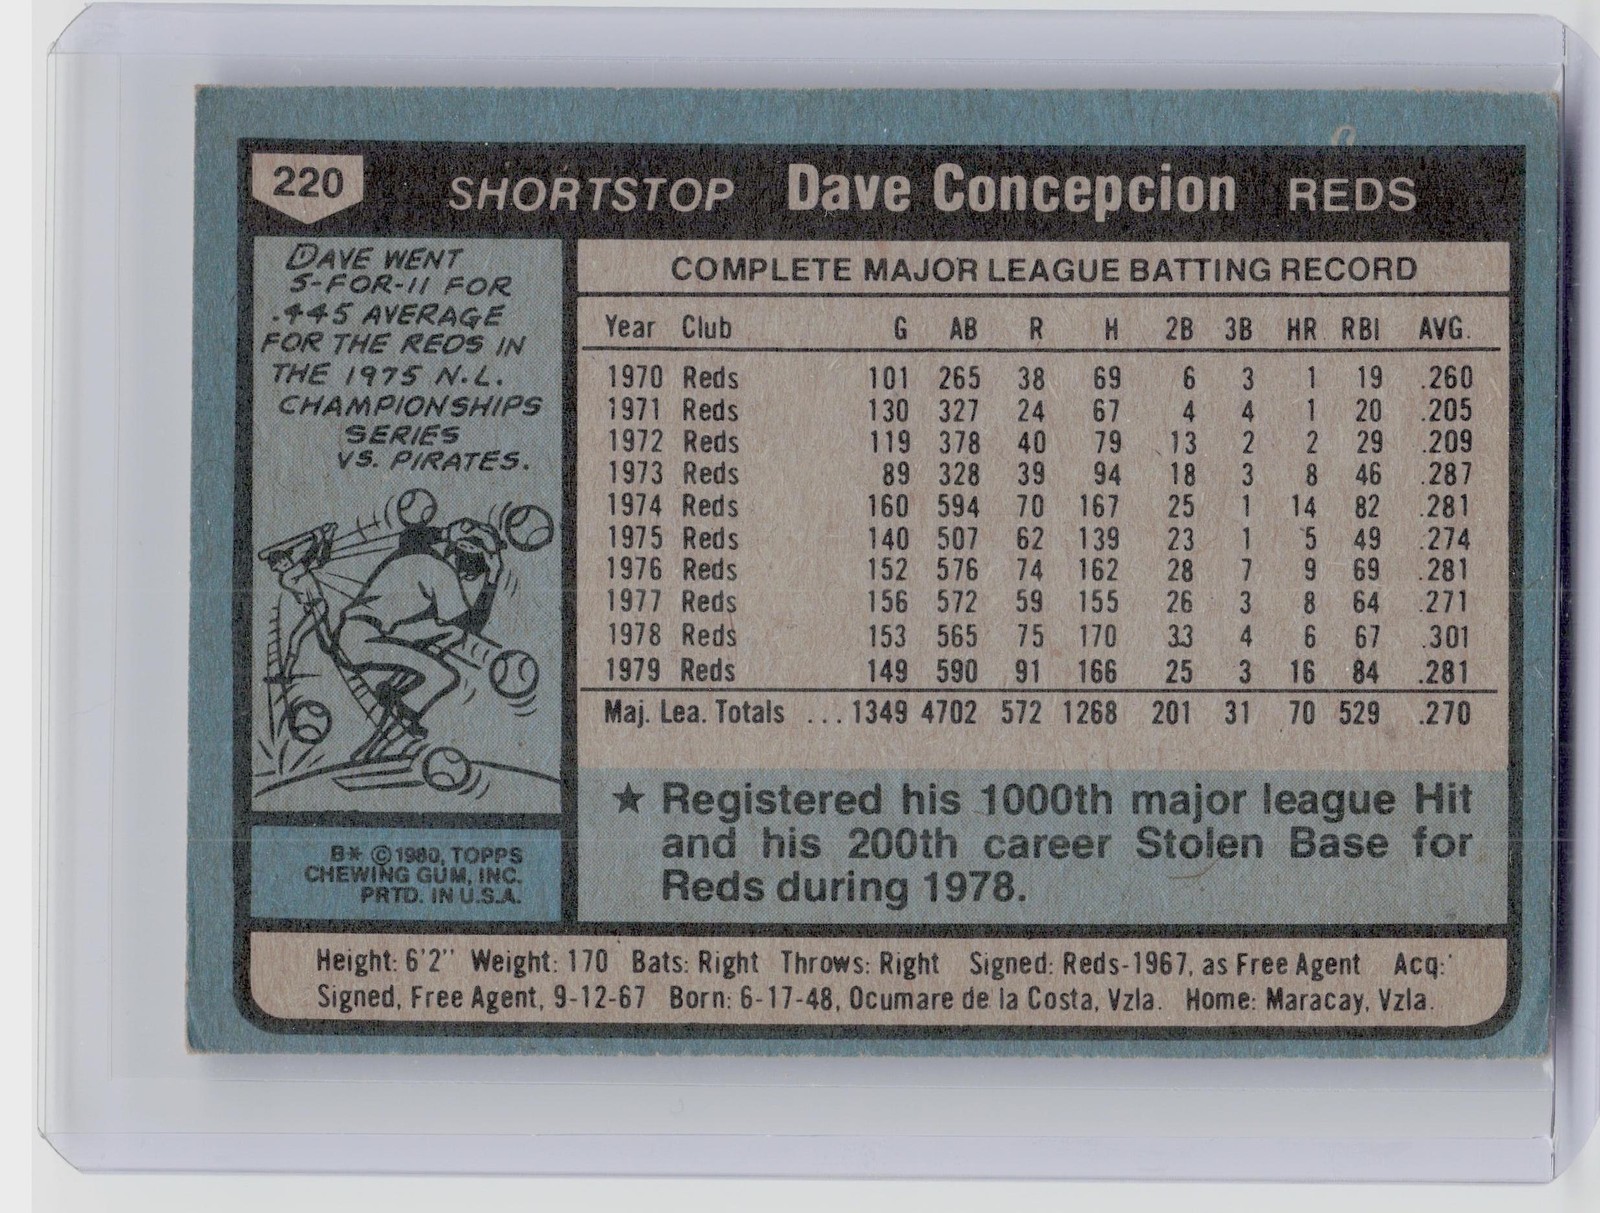 220 SHORTSTOP Dave Concepcion REDS
DAVE WENT
5-FOR-11 FOR
.445 AVERAGE
FOR THE REDS IN
THE 1975 N.L.
CHAMPIONSHIPS
SERIES
VS. PIRATES.
B* ©1980, TOPPS
CHEWING GUM, INC.
PRTD. IN U.S.A.
COMPLETE MAJOR LEAGUE BATTING RECORD
Year Club G AB R H 2B 3B HR RBI AVG.
1970 Reds 101 265 38 69 6 3 1 19 .260
1971 Reds 130 327 24 67 4 4 1 20 .205
1972 Reds 119 378 40 79 13 2 2 29 .209
1973 Reds 89 328 39 94 18 3 8 46 .287
1974 Reds 160 594 70 167 25 1 14 82 .281
1975 Reds 140 507 62 139 23 1 5 49 .274
1976 Reds 152 576 74 162 28 7 9 69 .281
1977 Reds 156 572 59 155 26 3 8 64 .271
1978 Reds 153 565 75 170 33 4 6 67 .301
1979 Reds 149 590 91 166 25 3 16 84 .281
Maj. Lea. Totals ... 1349 4702 572 1268 201 31 70 529 .270
★ Registered his 1000th major league Hit
and his 200th career Stolen Base for
Reds during 1978.
Height: 6'2" Weight: 170 Bats: Right Throws: Right Signed: Reds-1967, as Free Agent Acq:
Signed, Free Agent, 9-12-67 Born: 6-17-48, Ocumare de la Costa, Vzla. Home: Maracay, Vzla.